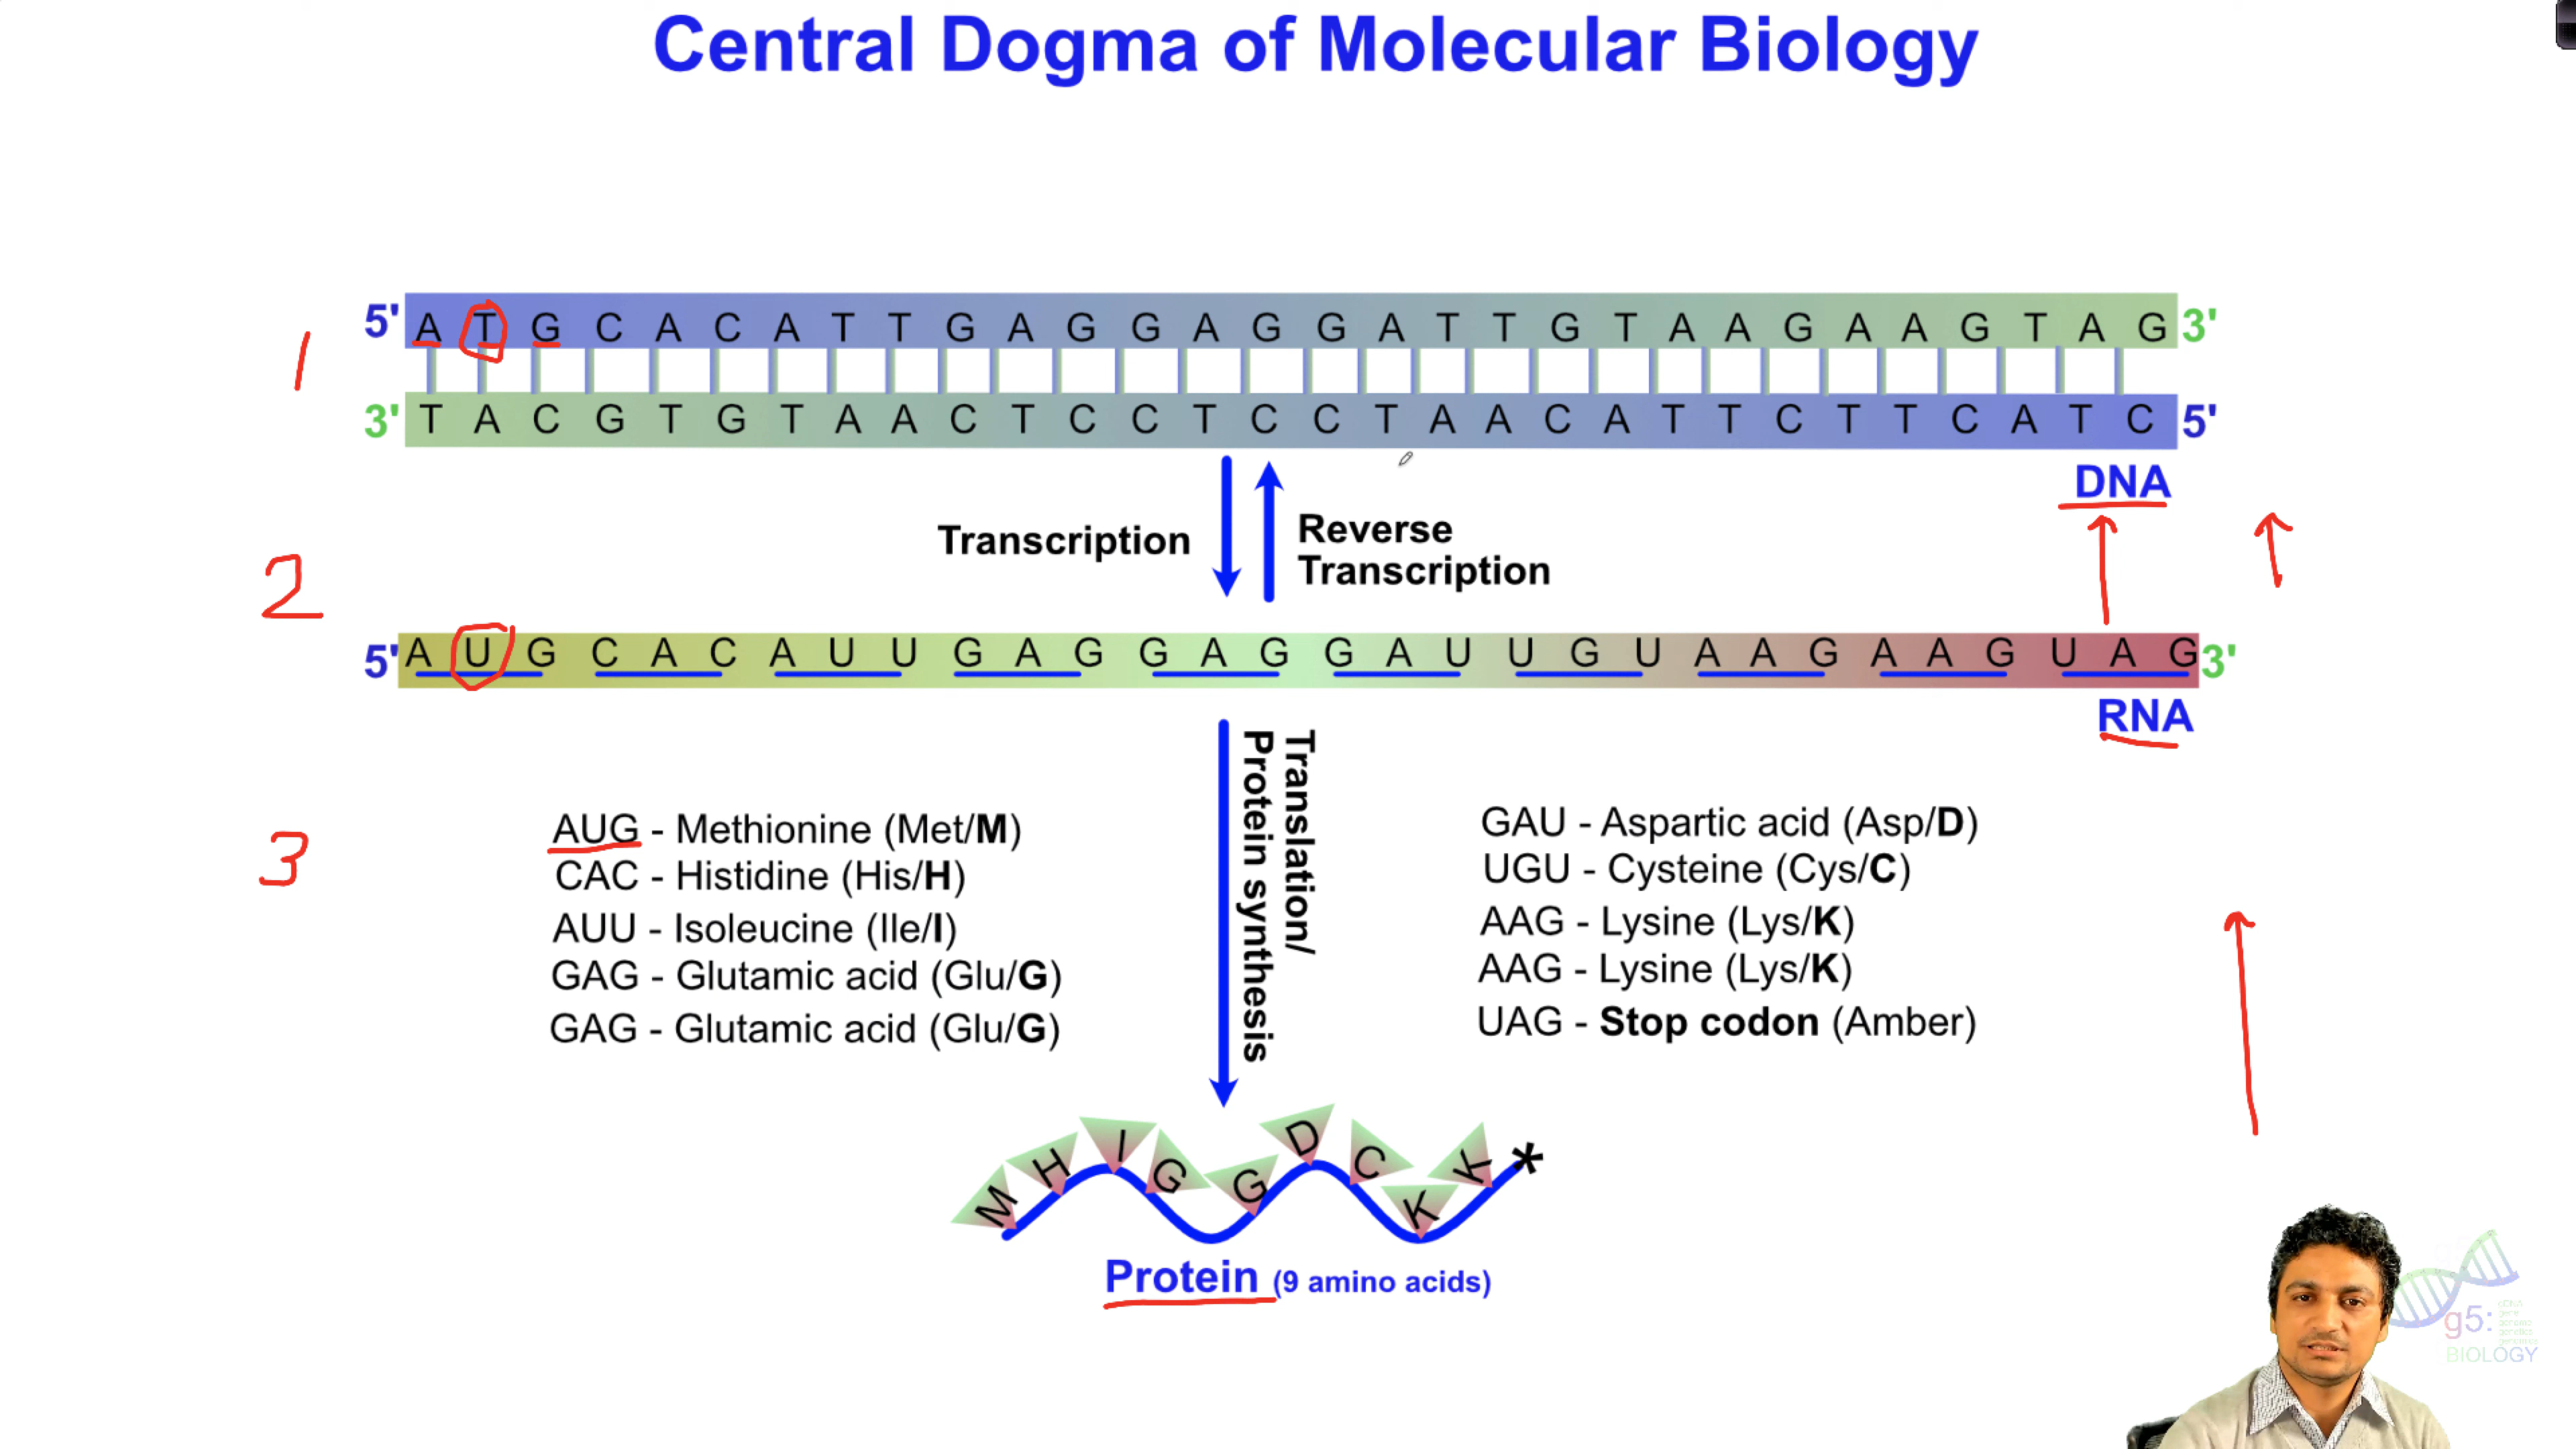 Central Dogma of Molecular Biology
1
5' A T G C A C A T T G A G G A G G A T T G T A A G A A G T A G 3'
3' T A C G T G T A A C T C C T C C T A A C A T T C T T C A T C 5'
DNA
Transcription
Reverse
Transcription
2
5' A U G C A C A U U G A G G A G G A U U G U A A G A A G U A G 3'
RNA
Translation/
Protein synthesis
3
AUG - Methionine (Met/M)
CAC - Histidine (His/H)
AUU - Isoleucine (Ile/I)
GAG - Glutamic acid (Glu/G)
GAG - Glutamic acid (Glu/G)
GAU - Aspartic acid (Asp/D)
UGU - Cysteine (Cys/C)
AAG - Lysine (Lys/K)
AAG - Lysine (Lys/K)
UAG - Stop codon (Amber)
M H I G G D C K K *
Protein (9 amino acids)
g5:
BIOLOGY